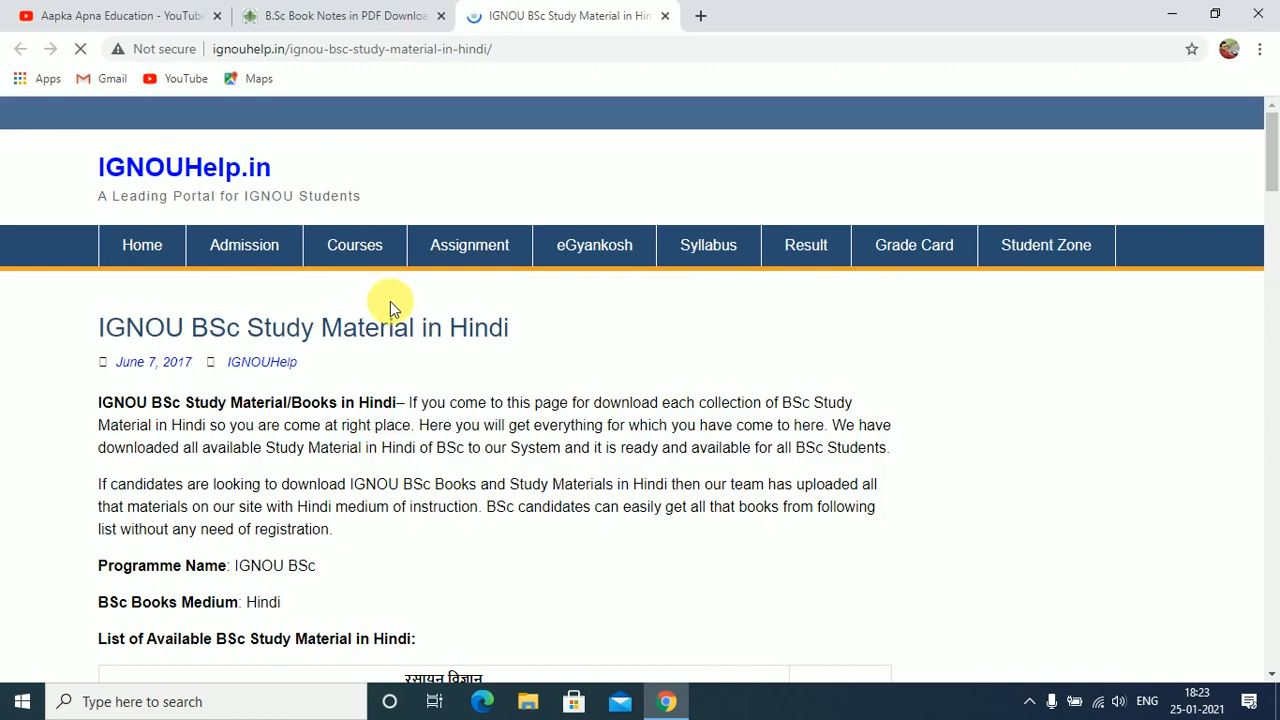 Aapka Apna Education - YouTube
B.Sc Book Notes in PDF Downloa
IGNOU BSc Study Material in Hin
Not secure
ignouhelp.in/ignou-bsc-study-material-in-hindi/
Apps
Gmail
YouTube
Maps
IGNOUHelp.in
A Leading Portal for IGNOU Students
Home
Admission
Courses
Assignment
eGyankosh
Syllabus
Result
Grade Card
Student Zone
IGNOU BSc Study Material in Hindi
June 7, 2017 IGNOUHelp
IGNOU BSc Study Material/Books in Hindi– If you come to this page for download each collection of BSc Study
Material in Hindi so you are come at right place. Here you will get everything for which you have come to here. We have
downloaded all available Study Material in Hindi of BSc to our System and it is ready and available for all BSc Students.
If candidates are looking to download IGNOU BSc Books and Study Materials in Hindi then our team has uploaded all
that materials on our site with Hindi medium of instruction. BSc candidates can easily get all that books from following
list without any need of registration.
Programme Name: IGNOU BSc
BSc Books Medium: Hindi
List of Available BSc Study Material in Hindi:
रसायन विज्ञान
Type here to search
ENG
18:23
25-01-2021